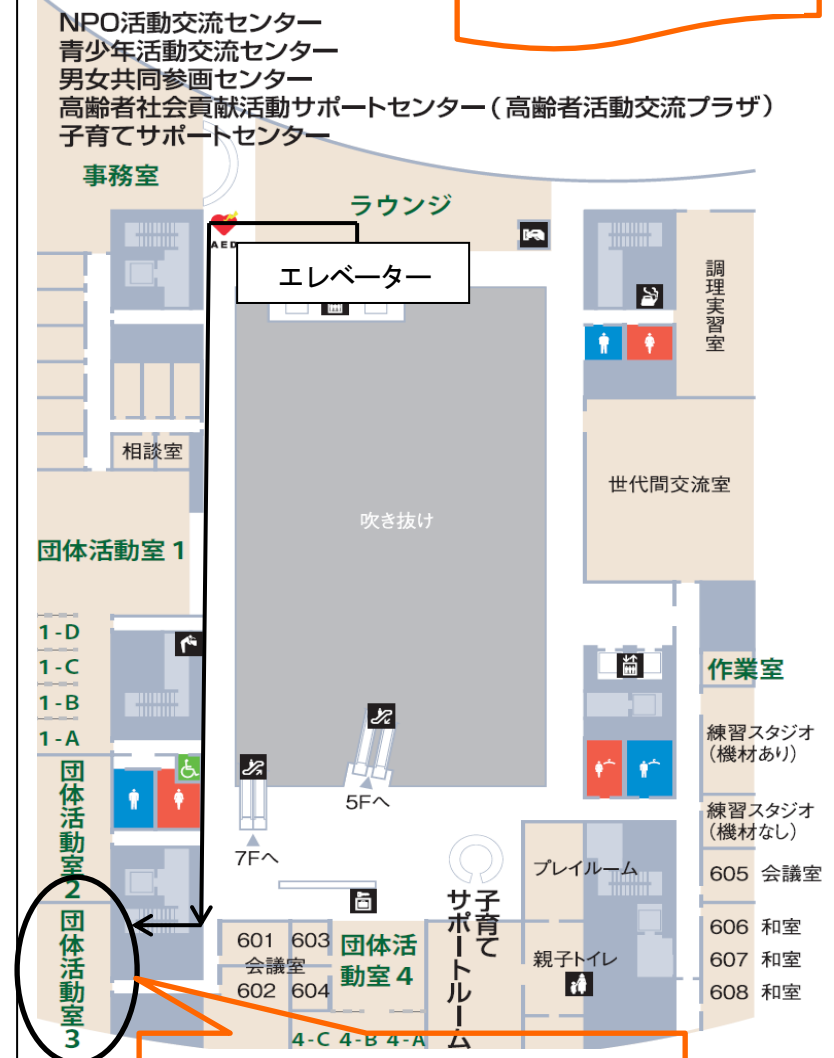 NPO活動交流センター
青少年活動交流センター
男女共同参画センター
高齢者社会貢献活動サポートセンター(高齢者活動交流プラザ)
子育てサポートセンター
事務室
ラウンジ
AED
エレベーター
調理実習室
相談室
世代間交流室
吹き抜け
団体活動室1
1-D
1-C
1-B
1-A
作業室
練習スタジオ
(機材あり)
団体活動室2
5Fへ
7Fへ
練習スタジオ
(機材なし)
プレイルーム
605 会議室
子育て
サポートルーム
団体活動室3
601 603
会議室
602 604
団体活
動室4
親子トイレ
606 和室
607 和室
608 和室
4-C 4-B 4-A